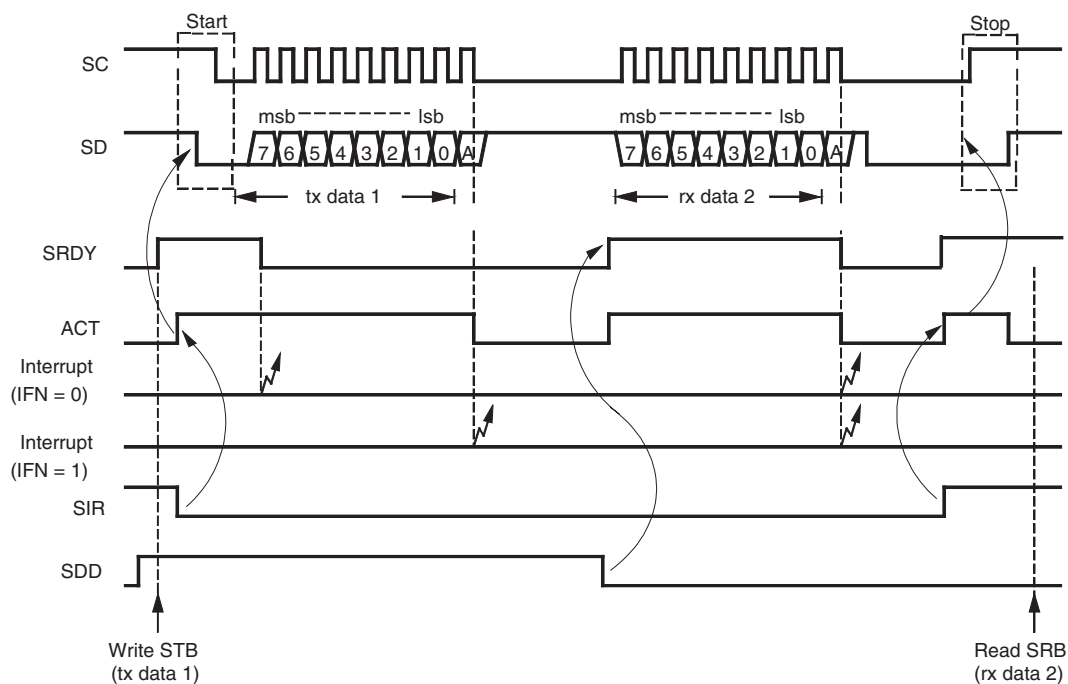 Start
Stop
SC
msb
lsb
msb
lsb
SD
7 6 5 4 3 2 1 0 A
7 6 5 4 3 2 1 0 A
tx data 1
rx data 2
SRDY
ACT
Interrupt
(IFN = 0)
Interrupt
(IFN = 1)
SIR
SDD
Write STB
(tx data 1)
Read SRB
(rx data 2)